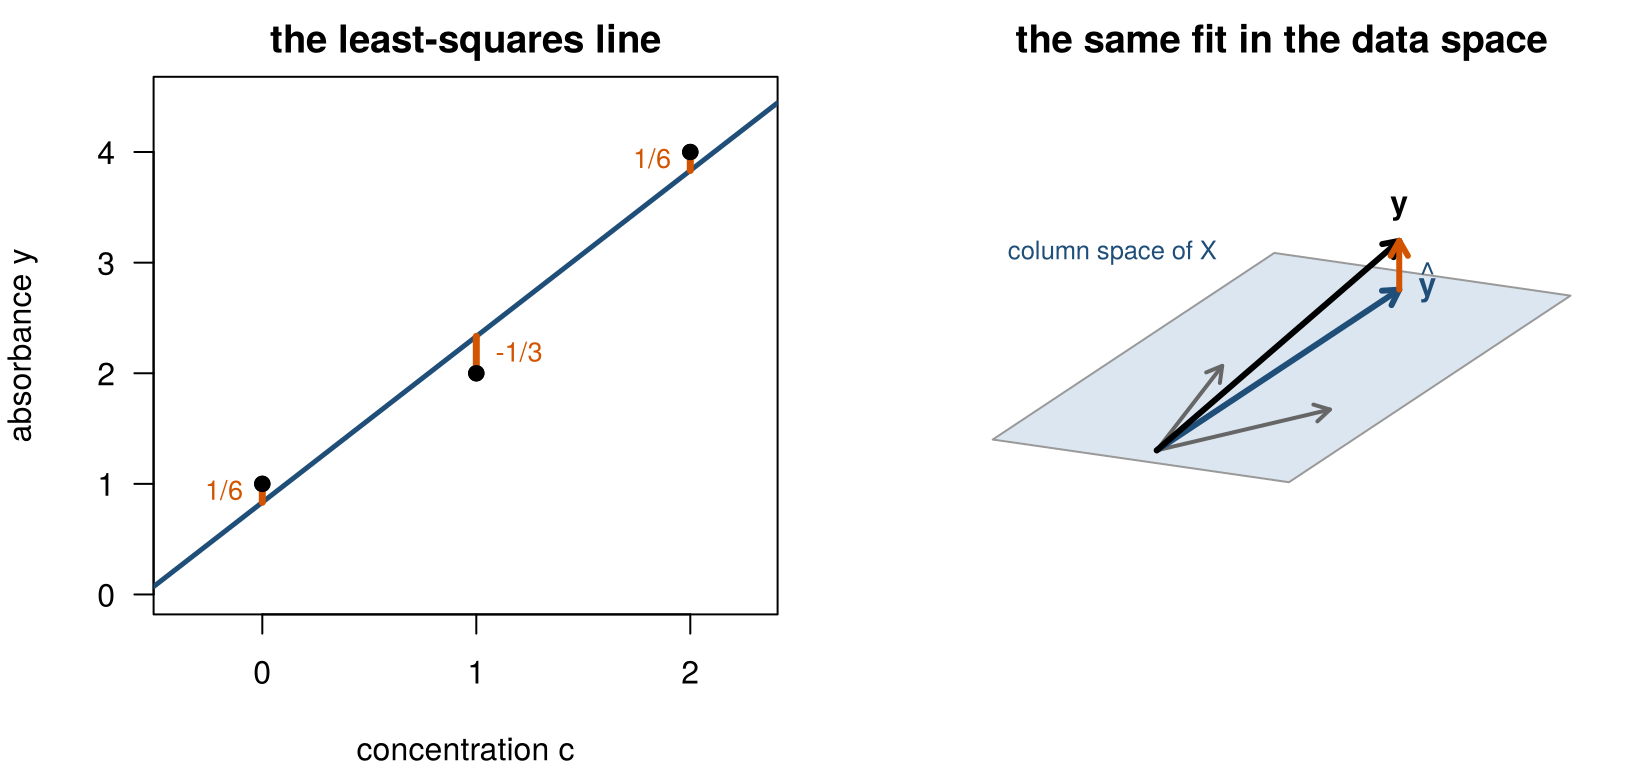 the least-squares line
absorbance y
4
3
2
1
0
1/6
-1/3
1/6
0 1 2
concentration c
the same fit in the data space
column space of X
y
ŷ